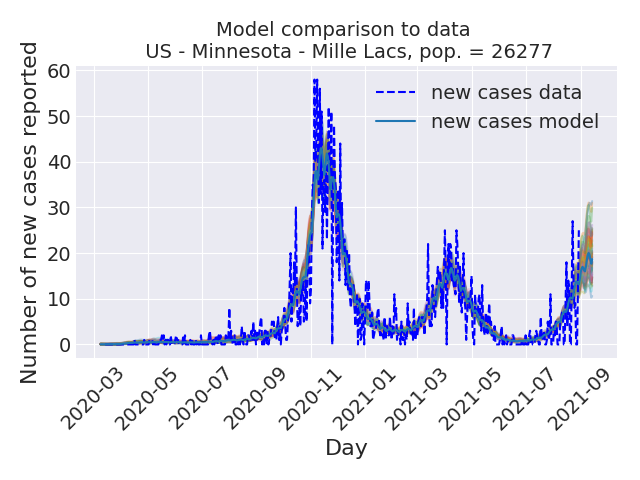 Model comparison to data
US - Minnesota - Mille Lacs, pop. = 26277
Number of new cases reported
60
50
40
30
20
10
0
new cases data
new cases model
2020-03
2020-05
2020-07
2020-09
2020-11
2021-01
2021-03
2021-05
2021-07
2021-09
Day